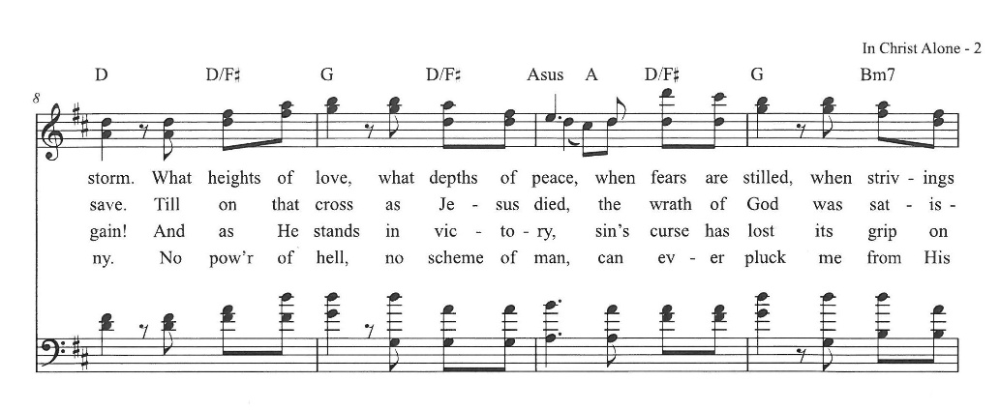 In Christ Alone - 2
D D/F♯ G D/F♯ Asus A D/F♯ G Bm7
8
storm. What heights of love, what depths of peace, when fears are stilled, when striv - ings
save. Till on that cross as Je - sus died, the wrath of God was sat - is -
gain! And as He stands in vic - to - ry, sin's curse has lost its grip on
ny. No pow'r of hell, no scheme of man, can ev - er pluck me from His